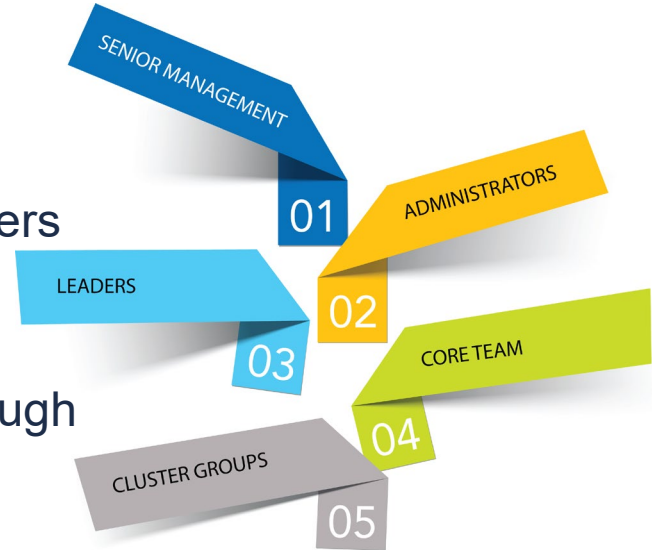 SENIOR MANAGEMENT
01
ADMINISTRATORS
02
ers
LEADERS
03
CORE TEAM
04
ugh
CLUSTER GROUPS
05